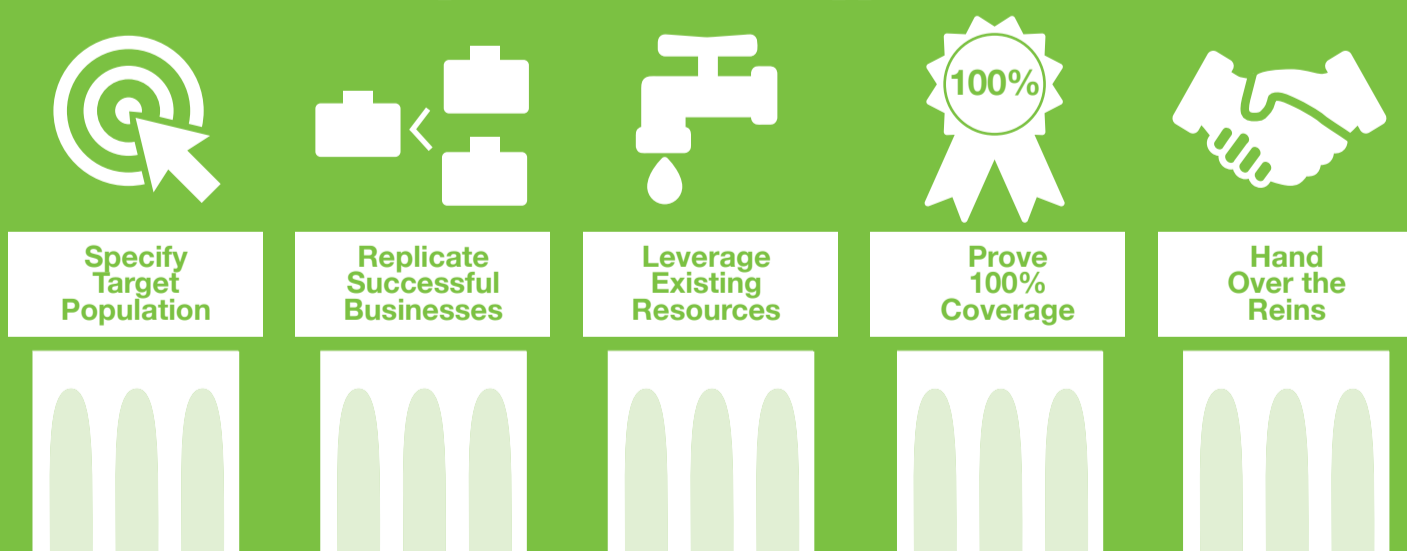 100%
Specify
Target
Population
Replicate
Successful
Businesses
Leverage
Existing
Resources
Prove
100%
Coverage
Hand
Over the
Reins